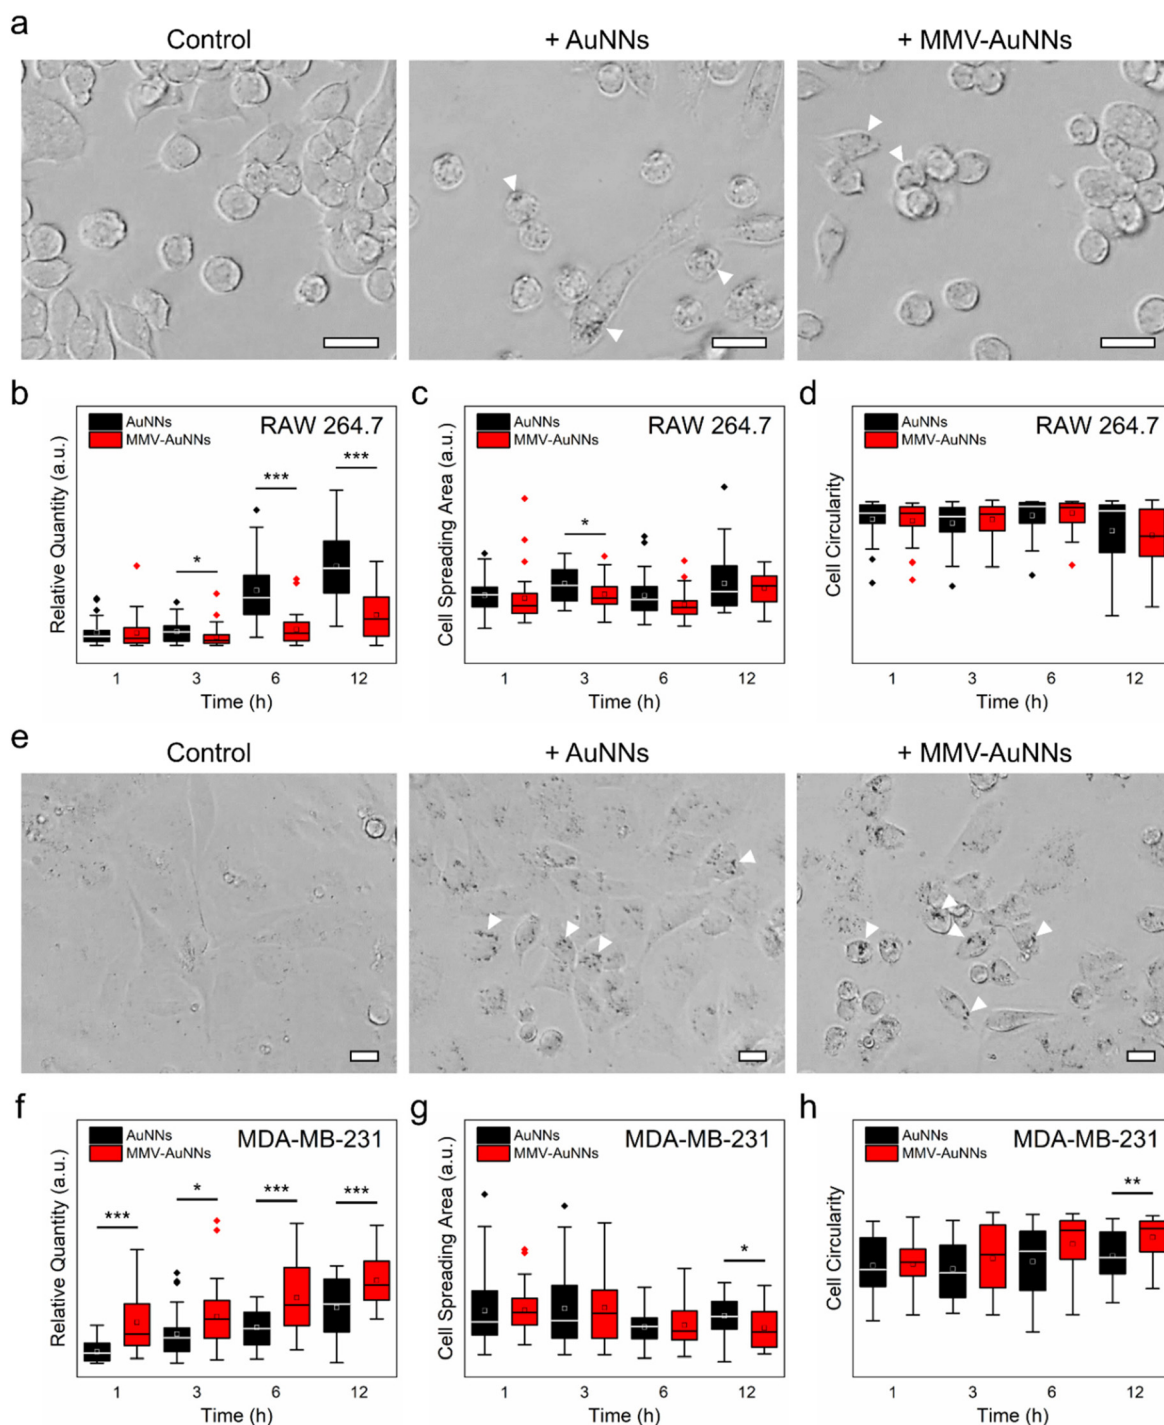 a
Control
+ AuNNs
+ MMV-AuNNs
b
Relative Quantity (a.u.)
AuNNs
MMV-AuNNs
RAW 264.7
*
***
***
1 3 6 12
Time (h)
c
Cell Spreading Area (a.u.)
AuNNs
MMV-AuNNs
RAW 264.7
*
1 3 6 12
Time (h)
d
Cell Circularity
AuNNs
MMV-AuNNs
RAW 264.7
1 3 6 12
Time (h)
e
Control
+ AuNNs
+ MMV-AuNNs
f
Relative Quantity (a.u.)
AuNNs
MMV-AuNNs
MDA-MB-231
***
*
***
***
1 3 6 12
Time (h)
g
Cell Spreading Area (a.u.)
AuNNs
MMV-AuNNs
MDA-MB-231
*
1 3 6 12
Time (h)
h
Cell Circularity
AuNNs
MMV-AuNNs
MDA-MB-231
**
1 3 6 12
Time (h)